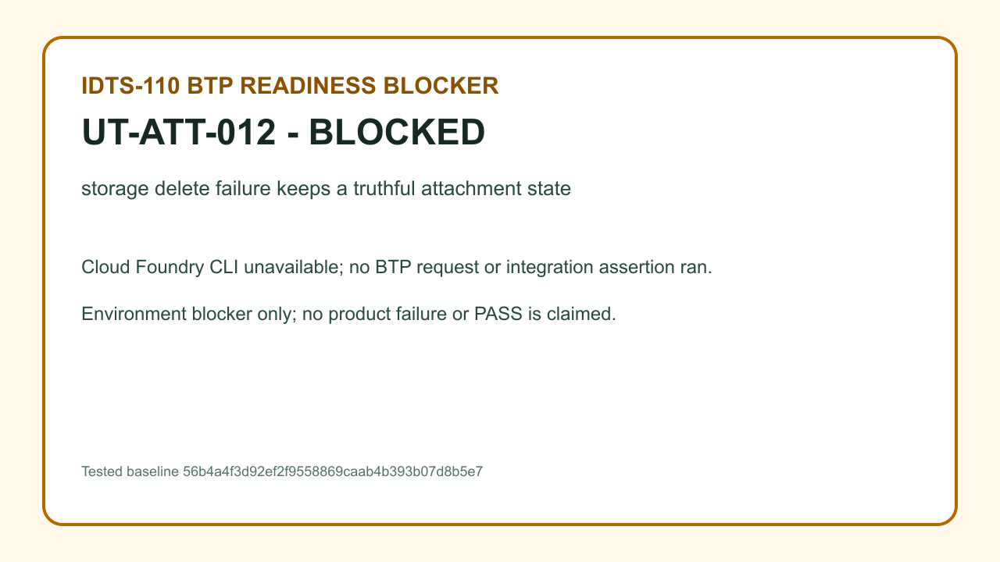 IDTS-110 BTP READINESS BLOCKER
UT-ATT-012 - BLOCKED
storage delete failure keeps a truthful attachment state
Cloud Foundry CLI unavailable; no BTP request or integration assertion ran.
Environment blocker only; no product failure or PASS is claimed.
Tested baseline 56b4a4f3d92ef2f9558869caab4b393b07d8b5e7